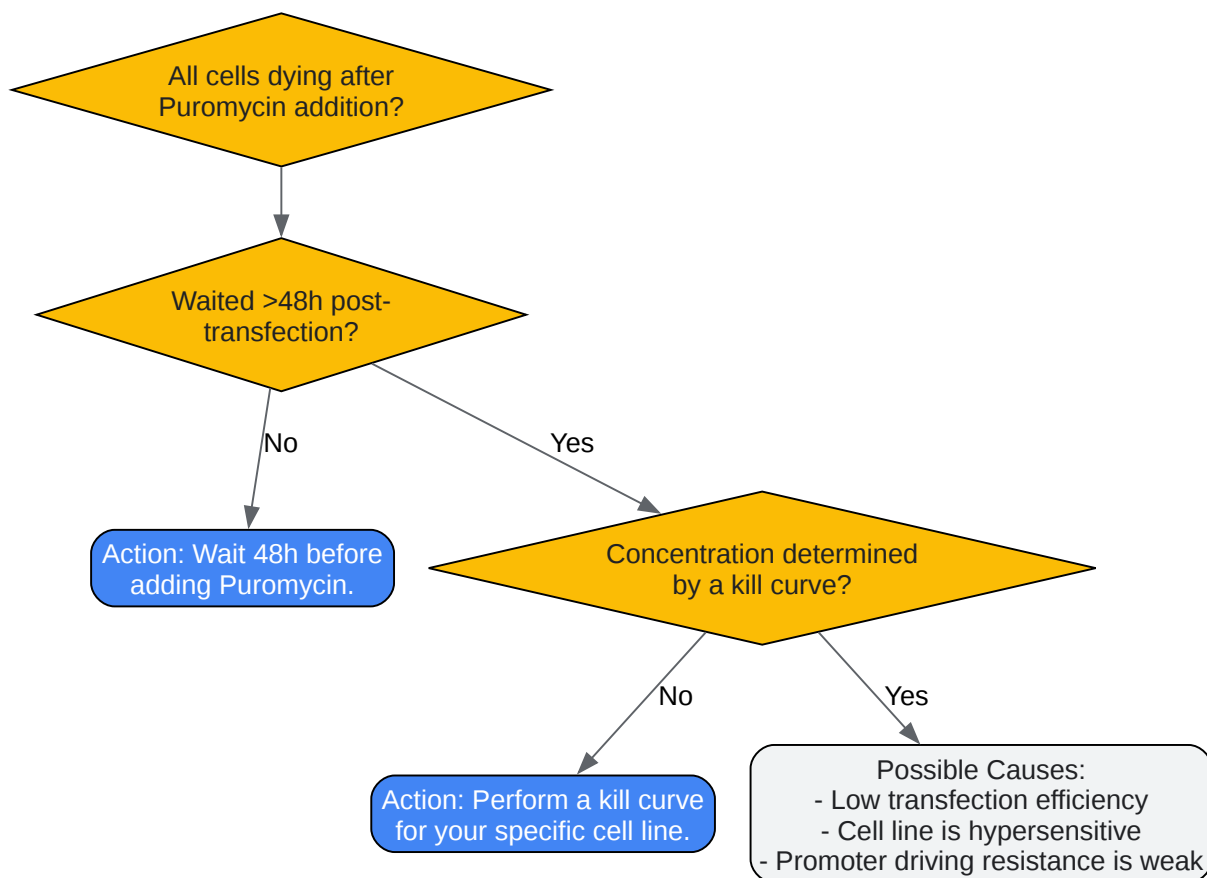 All cells dying after
Puromycin addition?
Waited >48h post-
transfection?
No
Yes
Action: Wait 48h before
adding Puromycin.
Concentration determined
by a kill curve?
No
Yes
Action: Perform a kill curve
for your specific cell line.
Possible Causes:
- Low transfection efficiency
- Cell line is hypersensitive
- Promoter driving resistance is weak